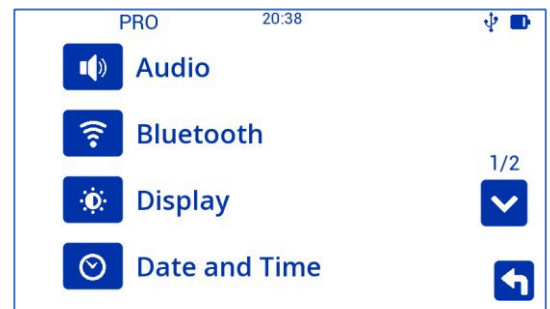 PRO 20:38
Audio
Bluetooth
1/2
Display
Date and Time